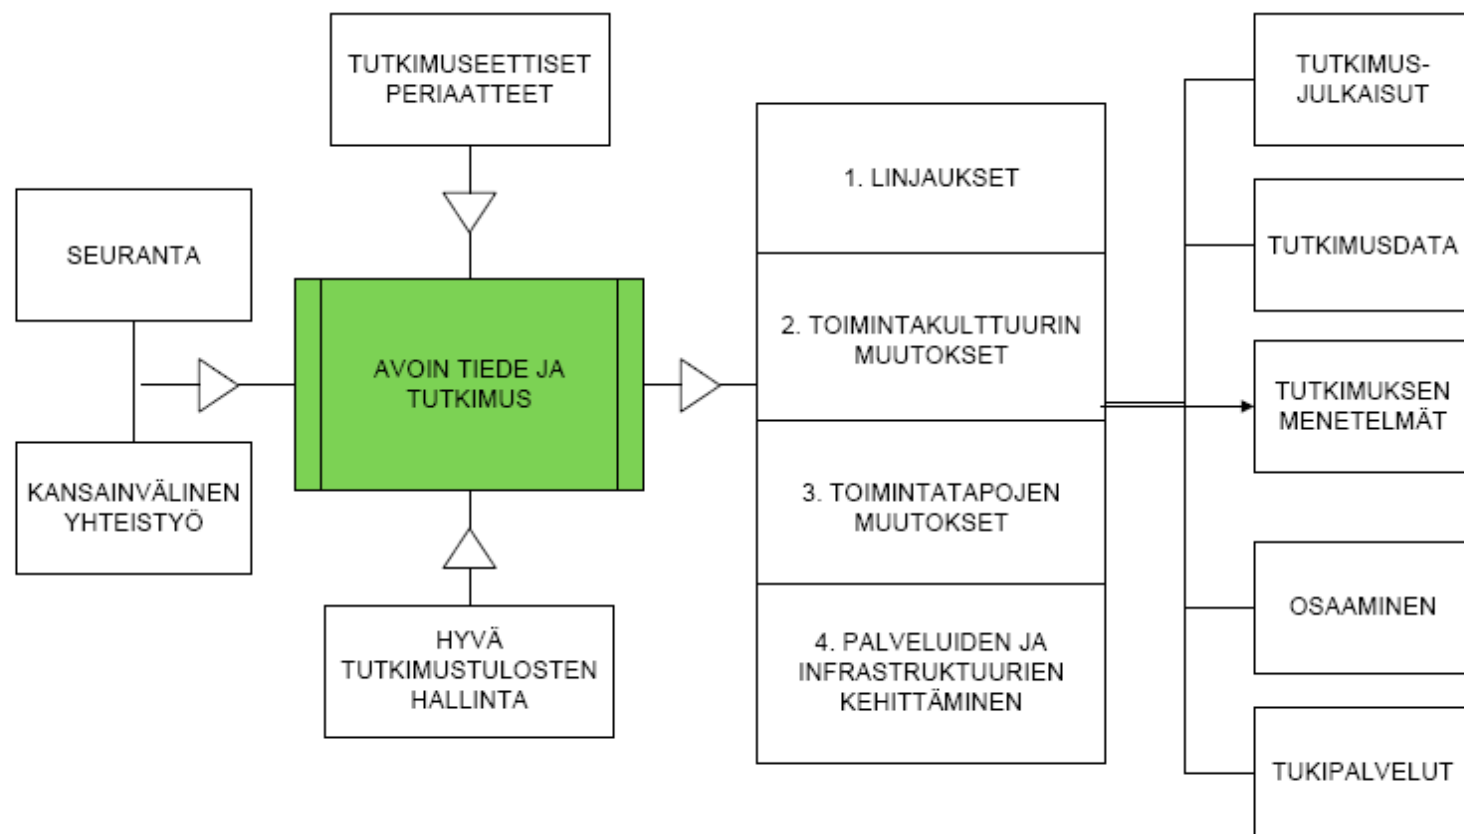 TUTKIMUSEETTISET
PERIAATTEET
SEURANTA
KANSAINVÄLINEN
YHTEISTYÖ
AVOIN TIEDE JA
TUTKIMUS
HYVÄ
TUTKIMUSTULOSTEN
HALLINTA
1. LINJAUKSET
2. TOIMINTAKULTTUURIN
MUUTOKSET
3. TOIMINTATAPOJEN
MUUTOKSET
4. PALVELUIDEN JA
INFRASTRUKTUURIEN
KEHITTÄMINEN
TUTKIMUS-
JULKAISUT
TUTKIMUSDATA
TUTKIMUKSEN
MENETELMÄT
OSAAMINEN
TUKIPALVELUT